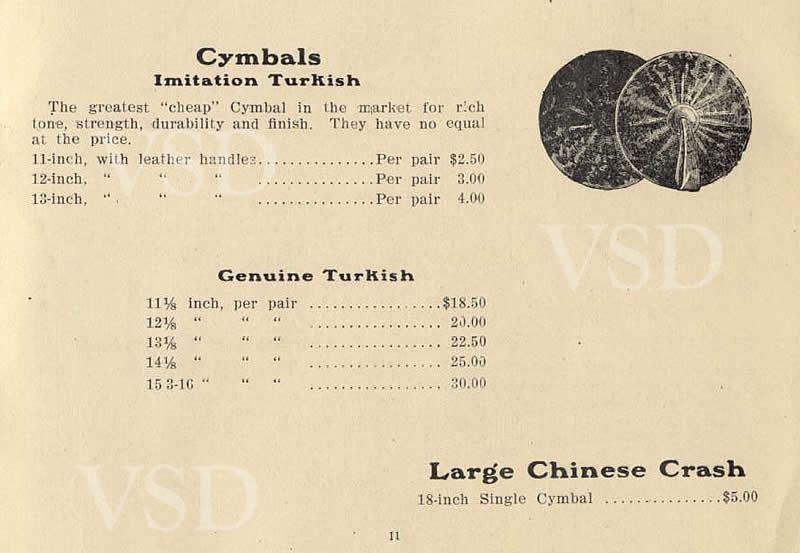 Cymbals
Imitation Turkish
The greatest "cheap" Cymbal in the market for rich
tone, strength, durability and finish. They have no equal
at the price.
11-inch, with leather handles...............Per pair $2.50
12-inch, " " " ...............Per pair 3.00
13-inch, " " " ...............Per pair 4.00
Genuine Turkish
11⅛ inch, per pair .................$18.50
12⅛ " " " ................. 20.00
13⅛ " " " ................. 22.50
14⅛ " " " ................. 25.00
15 3-16 " " " ................. 30.00
Large Chinese Crash
18-inch Single Cymbal ...............$5.00
11
VSD
VSD
VSD